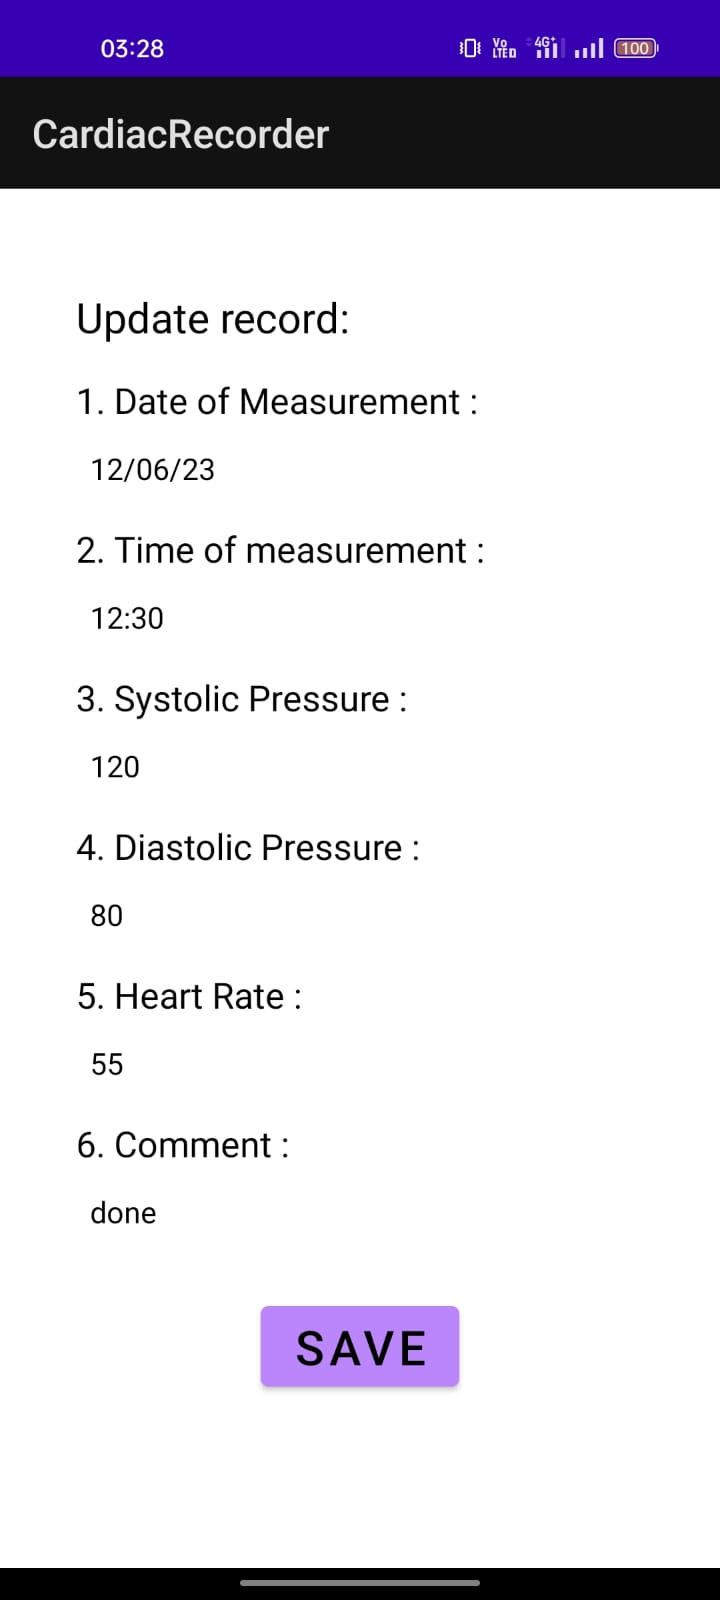 03:28
Vo LTED 4G+ 100
CardiacRecorder
Update record:
1. Date of Measurement :
12/06/23
2. Time of measurement :
12:30
3. Systolic Pressure :
120
4. Diastolic Pressure :
80
5. Heart Rate :
55
6. Comment :
done
SAVE